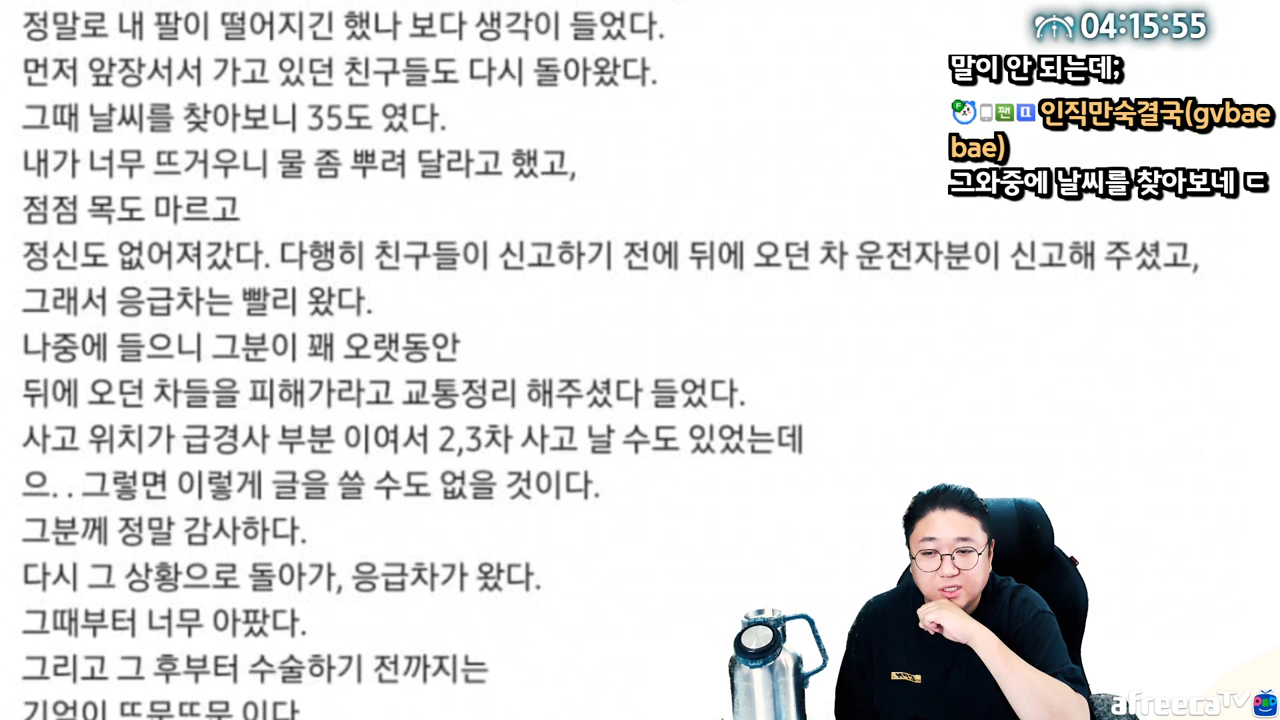 정말로 내 팔이 떨어지긴 했나 보다 생각이 들었다.
먼저 앞장서서 가고 있던 친구들도 다시 돌아왔다.
그때 날씨를 찾아보니 35도 였다.
내가 너무 뜨거우니 물 좀 뿌려 달라고 했고,
점점 목도 마르고
정신도 없어져갔다. 다행히 친구들이 신고하기 전에 뒤에 오던 차 운전자분이 신고해 주셨고,
그래서 응급차는 빨리 왔다.
나중에 들으니 그분이 꽤 오랫동안
뒤에 오던 차들을 피해가라고 교통정리 해주셨다 들었다.
사고 위치가 급경사 부분 이여서 2,3차 사고 날 수도 있었는데
으. . 그렇면 이렇게 글을 쓸 수도 없을 것이다.
그분께 정말 감사하다.
다시 그 상황으로 돌아가, 응급차가 왔다.
그때부터 너무 아팠다.
그리고 그 후부터 수술하기 전까지는
기억이 뜨문뜨문 이다
04:15:55
말이 안 되는데;
F 팬 인직만숙결국(gvbae
bae)
그와중에 날씨를 찾아보네 ㄷ
afreecaTV